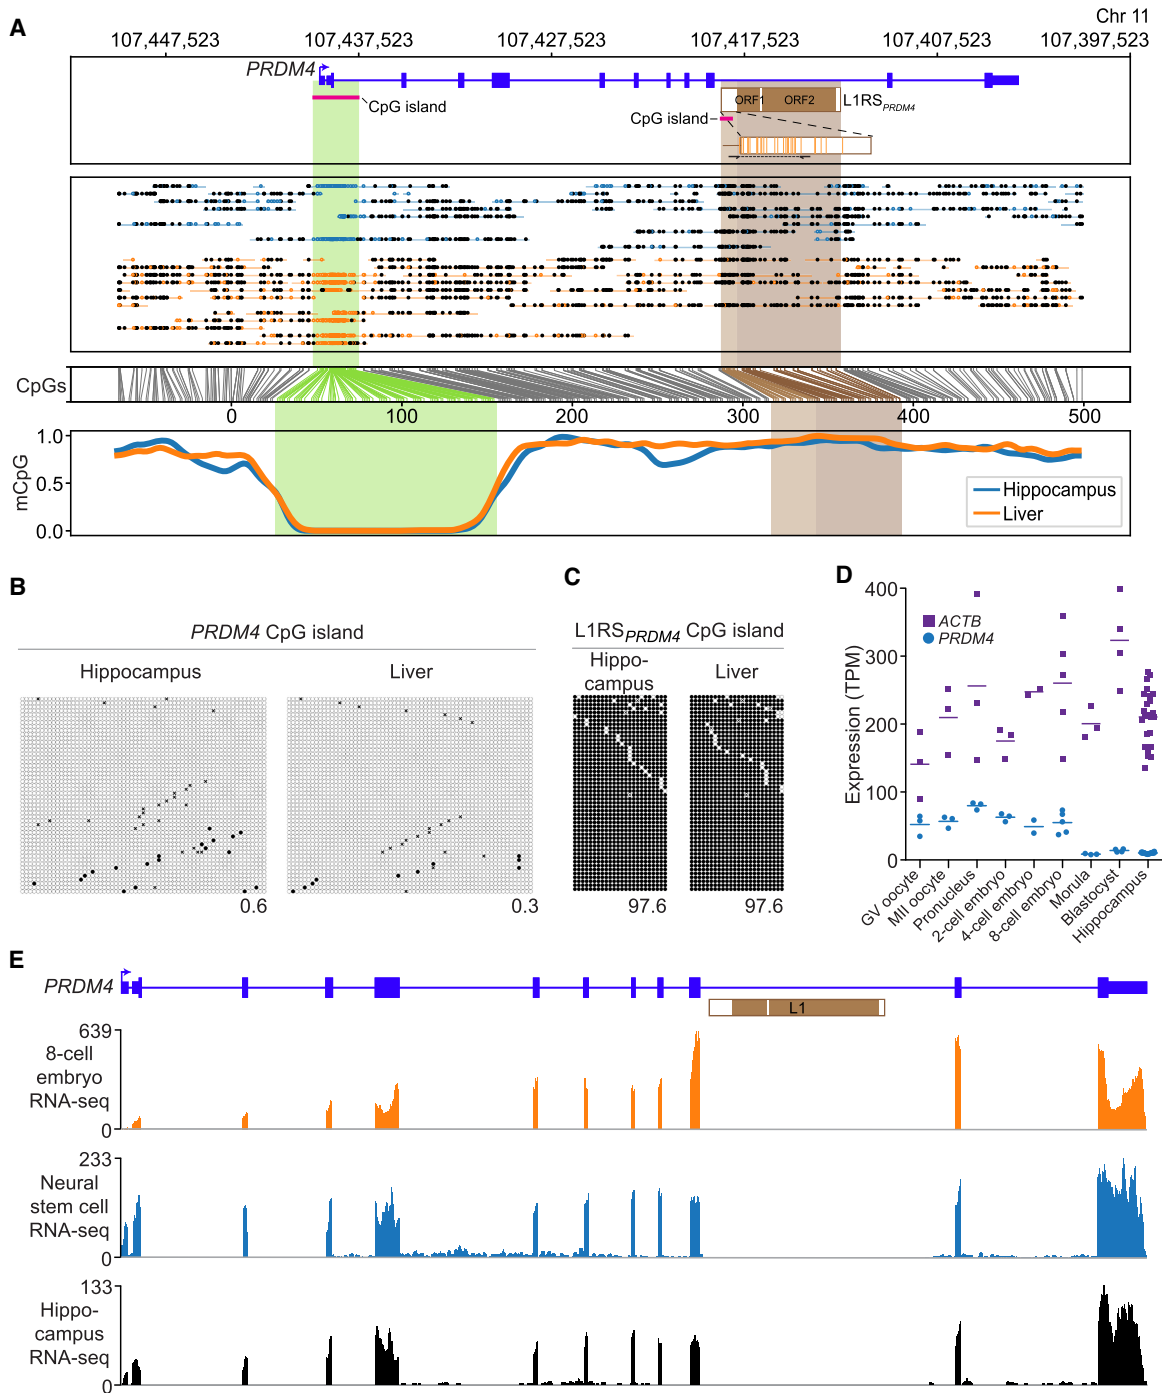 A
Chr 11
107,447,523 107,437,523 107,427,523 107,417,523 107,407,523 107,397,523
PRDM4
CpG island
ORF1 ORF2 L1RSPRDM4
CpG island
CpGs
0 100 200 300 400 500
1.0
0.5
0.0
mCpG
Hippocampus
Liver
B
PRDM4 CpG island
Hippocampus Liver
0.6 0.3
C
L1RSPRDM4 CpG island
Hippo-
campus
Liver
97.6 97.6
D
400
300
200
100
0
Expression (TPM)
ACTB
PRDM4
GV oocyte
MII oocyte
Pronucleus
2-cell embryo
4-cell embryo
8-cell embryo
Morula
Blastocyst
Hippocampus
E
PRDM4
L1
639
8-cell
embryo
RNA-seq
0
233
Neural
stem cell
RNA-seq
0
133
Hippo-
campus
RNA-seq
0